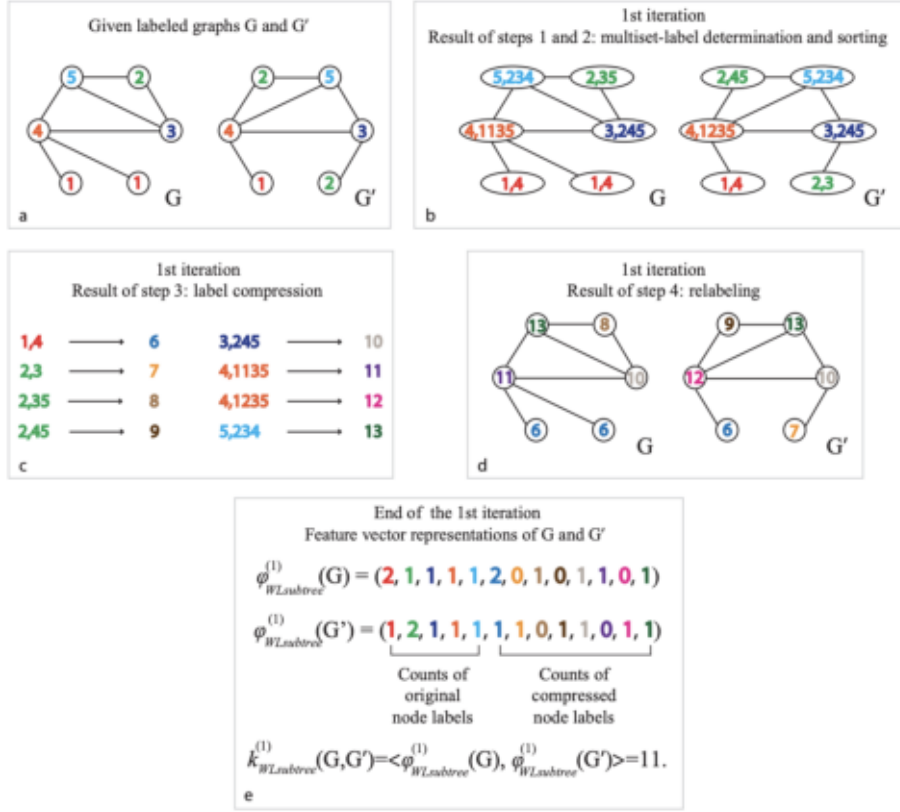 Given labeled graphs G and G′
5 2
4 3
1 1
G
2 5
4 3
1 2
G′
a
1st iteration
Result of steps 1 and 2: multiset-label determination and sorting
5,234 2,35
4,1135 3,245
1,4 1,4
G
2,45 5,234
4,1235 3,245
1,4 2,3
G′
b
1st iteration
Result of step 3: label compression
1,4 → 6 3,245 → 10
2,3 → 7 4,1135 → 11
2,35 → 8 4,1235 → 12
2,45 → 9 5,234 → 13
c
1st iteration
Result of step 4: relabeling
13 8
11 10
6 6
G
9 13
12 10
6 7
G′
d
End of the 1st iteration
Feature vector representations of G and G′
φ(1)WLsubtree(G) = (2, 1, 1, 1, 1, 2, 0, 1, 0, 1, 1, 0, 1)
φ(1)WLsubtree(G’) = (1, 2, 1, 1, 1, 1, 1, 0, 1, 1, 0, 1, 1)
Counts of original node labels
Counts of compressed node labels
k(1)WLsubtree(G,G′)=<φ(1)WLsubtree(G), φ(1)WLsubtree(G′)>=11.
e